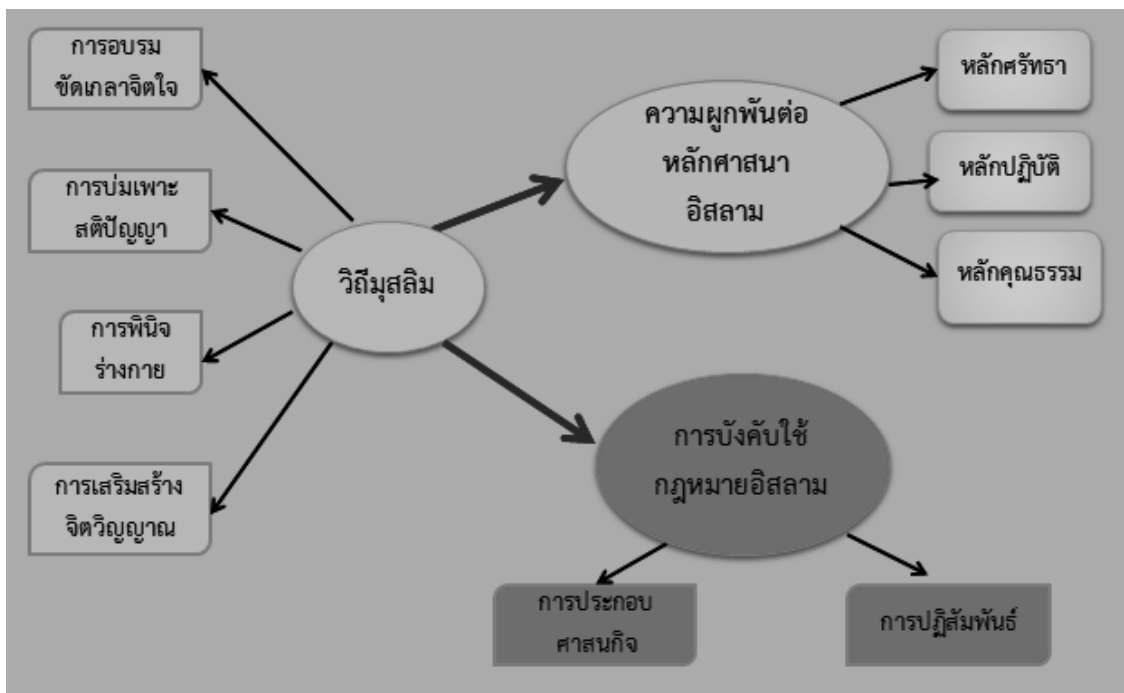 การอบรม
ขัดเกลาจิตใจ
การบ่มเพาะ
สติปัญญา
การพินิจ
ร่างกาย
การเสริมสร้าง
จิตวิญญาณ
วิถีมุสลิม
ความผูกพันต่อ
หลักศาสนา
อิสลาม
หลักศรัทธา
หลักปฏิบัติ
หลักคุณธรรม
การบังคับใช้
กฎหมายอิสลาม
การประกอบ
ศาสนกิจ
การปฏิสัมพันธ์